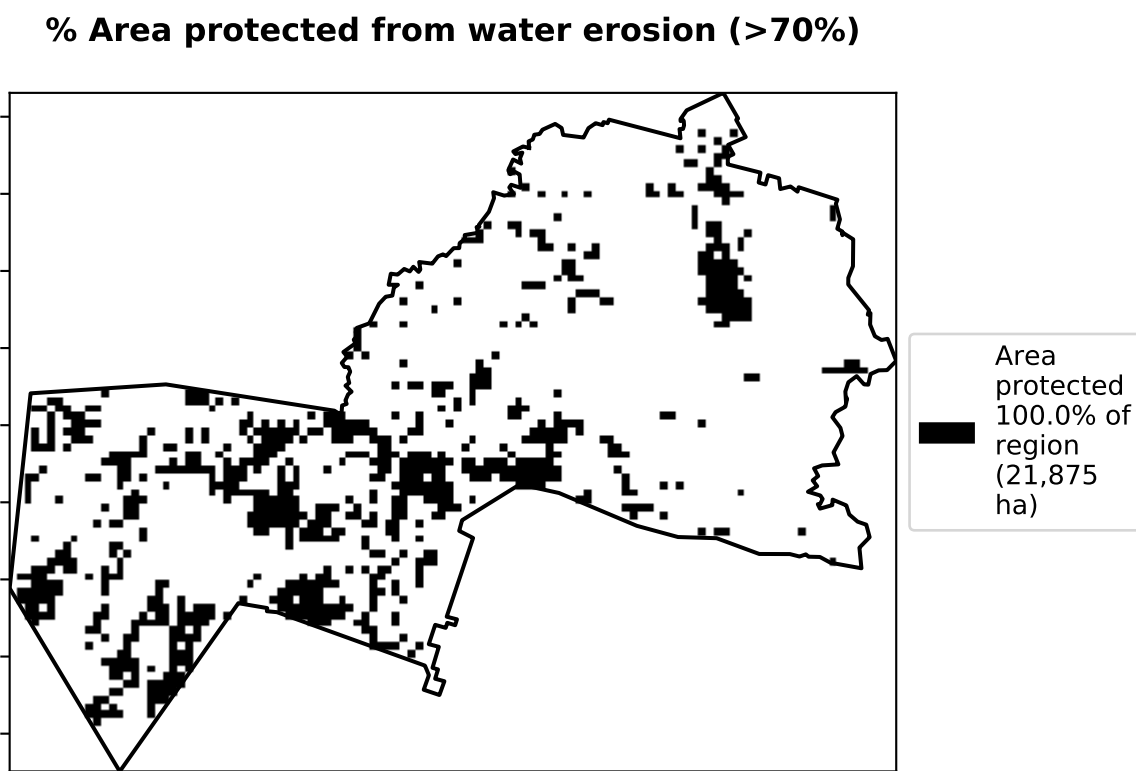 % Area protected from water erosion (>70%)
Area
protected
100.0% of
region
(21,875
ha)